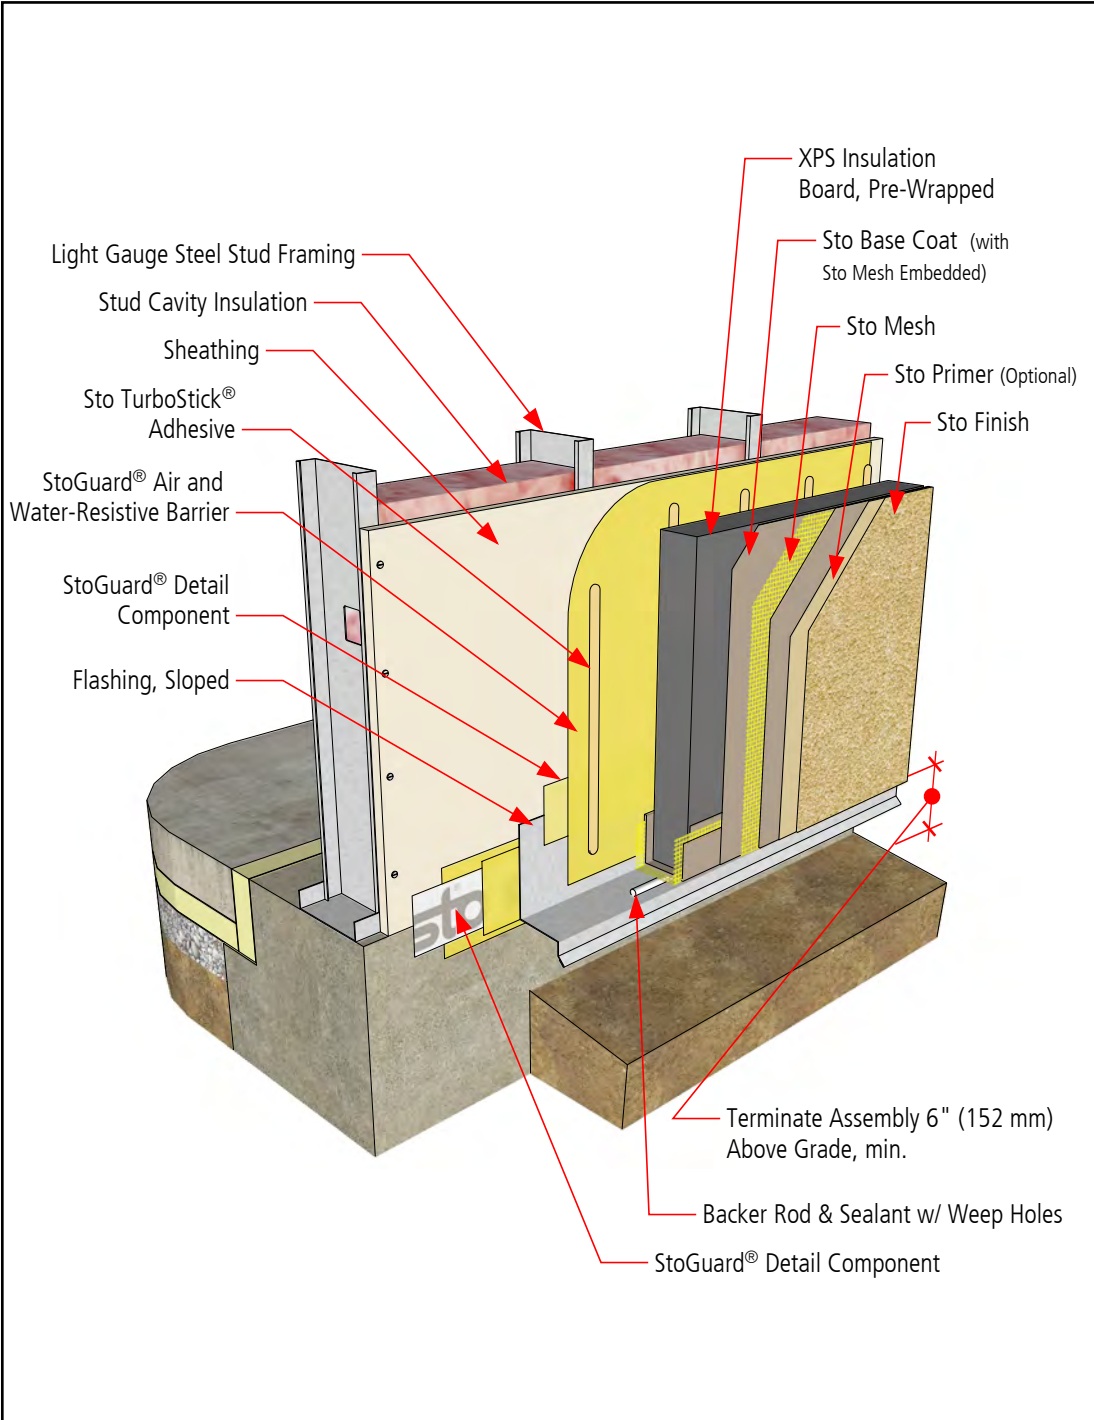 XPS Insulation
Board, Pre-Wrapped
Sto Base Coat (with
Sto Mesh Embedded)
Sto Mesh
Sto Primer (Optional)
Sto Finish
Light Gauge Steel Stud Framing
Stud Cavity Insulation
Sheathing
Sto TurboStick®
Adhesive
StoGuard® Air and
Water-Resistive Barrier
StoGuard® Detail
Component
Flashing, Sloped
sto
Terminate Assembly 6" (152 mm)
Above Grade, min.
Backer Rod & Sealant w/ Weep Holes
StoGuard® Detail Component